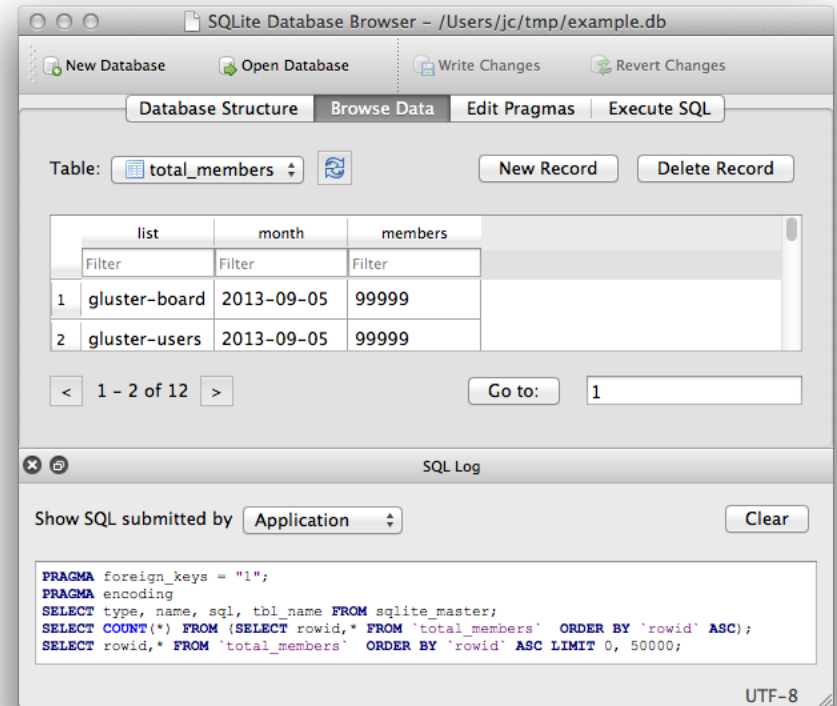 SQLite Database Browser – /Users/jc/tmp/example.db
New Database Open Database Write Changes Revert Changes
Database Structure Browse Data Edit Pragmas Execute SQL
Table: total_members New Record Delete Record
list month members
Filter Filter Filter
1 gluster-board 2013-09-05 99999
2 gluster-users 2013-09-05 99999
< 1 - 2 of 12 > Go to: 1
SQL Log
Show SQL submitted by Application Clear
PRAGMA foreign_keys = "1";
PRAGMA encoding
SELECT type, name, sql, tbl_name FROM sqlite_master;
SELECT COUNT(*) FROM (SELECT rowid,* FROM `total_members`  ORDER BY `rowid` ASC);
SELECT rowid,* FROM `total_members`  ORDER BY `rowid` ASC LIMIT 0, 50000;
UTF-8